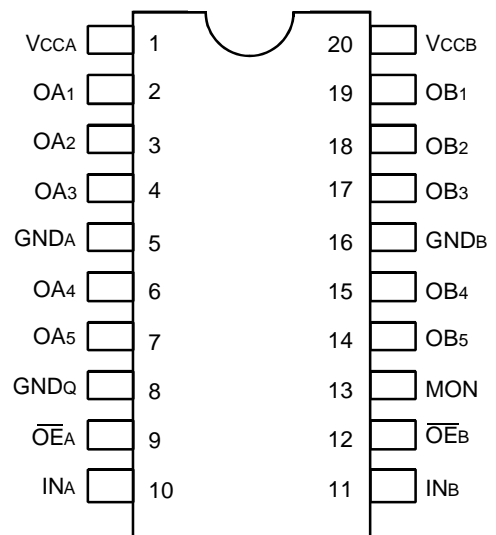 VCCA 1 20 VCCB
OA1 2 19 OB1
OA2 3 18 OB2
OA3 4 17 OB3
GNDA 5 16 GNDB
OA4 6 15 OB4
OA5 7 14 OB5
GNDQ 8 13 MON
O̅E̅A 9 12 O̅E̅B
INA 10 11 INB